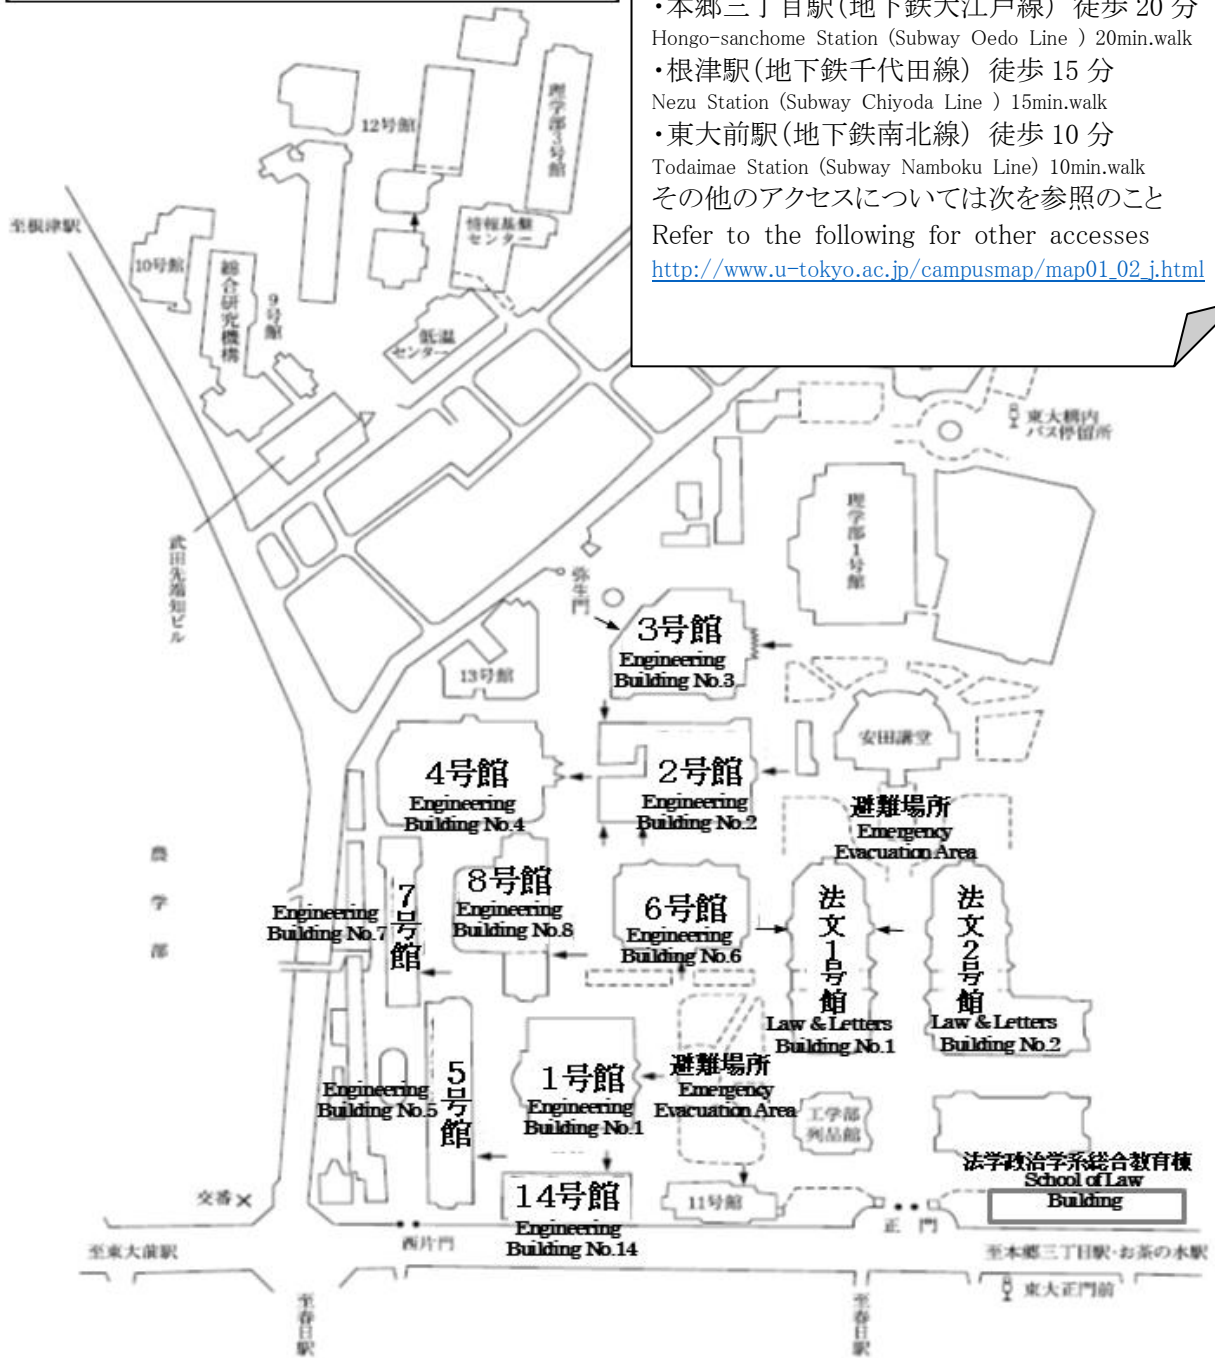 ・本郷三丁目駅(地下鉄大江戸線) 徒歩 20 分
Hongo-sanchome Station (Subway Oedo Line ) 20min.walk
・根津駅(地下鉄千代田線) 徒歩 15 分
Nezu Station (Subway Chiyoda Line ) 15min.walk
・東大前駅(地下鉄南北線) 徒歩 10 分
Todaimae Station (Subway Namboku Line) 10min.walk
その他のアクセスについては次を参照のこと
Refer to the following for other accesses
http://www.u-tokyo.ac.jp/campusmap/map01_02_j.html
理学部3号館
12号館
至根津駅
情報基盤
センター
10号館
総合研究機構
9号館
低温
センター
東大構内
バス停留所
理学部1号館
武田先端知ビル
弥生門
3号館
Engineering
Building No.3
13号館
安田講堂
4号館
Engineering
Building No.4
2号館
Engineering
Building No.2
避難場所
Emergency
Evacuation Area
農学部
7号館
Engineering
Building No.7
8号館
Engineering
Building No.8
6号館
Engineering
Building No.6
法文1号館
Law & Letters
Building No.1
法文2号館
Law & Letters
Building No.2
5号館
Engineering
Building No.5
1号館
Engineering
Building No.1
避難場所
Emergency
Evacuation Area
工学部
列品館
法学政治学系総合教育棟
School of Law
Building
交番
14号館
Engineering
Building No.14
11号館
正門
西片門
至東大前駅
至本郷三丁目駅・お茶の水駅
東大正門前
至春日駅
至春日駅